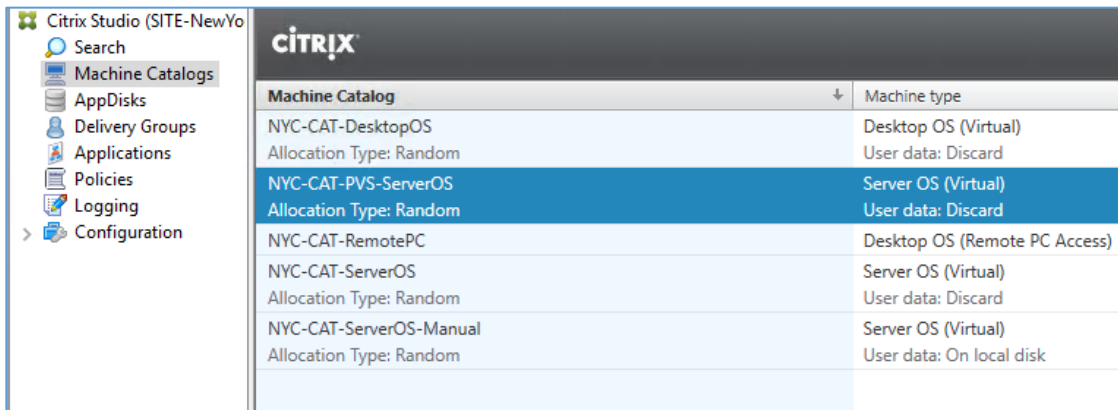 Citrix Studio (SITE-NewYo
Search
Machine Catalogs
AppDisks
Delivery Groups
Applications
Policies
Logging
Configuration
CİTRIX
Machine Catalog Machine type
NYC-CAT-DesktopOS Desktop OS (Virtual)
Allocation Type: Random User data: Discard
NYC-CAT-PVS-ServerOS Server OS (Virtual)
Allocation Type: Random User data: Discard
NYC-CAT-RemotePC Desktop OS (Remote PC Access)
NYC-CAT-ServerOS Server OS (Virtual)
Allocation Type: Random User data: Discard
NYC-CAT-ServerOS-Manual Server OS (Virtual)
Allocation Type: Random User data: On local disk